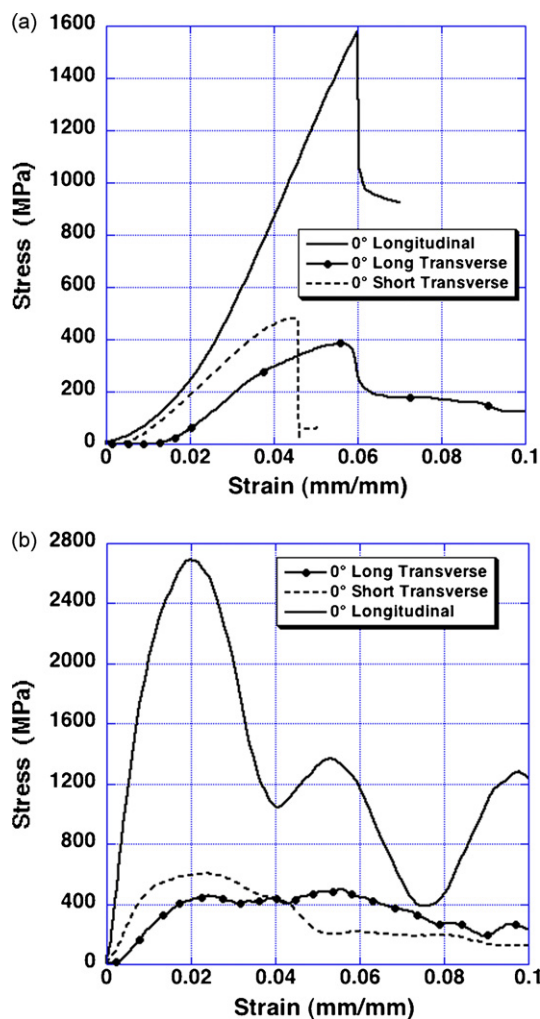 (a)
1600
1400
1200
1000
800
600
400
200
0
Stress (MPa)
0° Longitudinal
0° Long Transverse
0° Short Transverse
0 0.02 0.04 0.06 0.08 0.1
Strain (mm/mm)
(b)
2800
2400
2000
1600
1200
800
400
0
Stress (MPa)
0° Long Transverse
0° Short Transverse
0° Longitudinal
0 0.02 0.04 0.06 0.08 0.1
Strain (mm/mm)